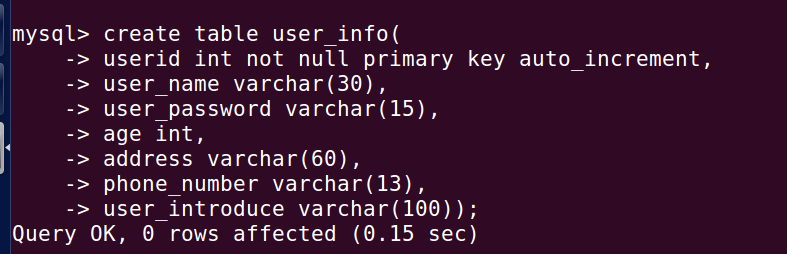 mysql> create table user_info(
    -> userid int not null primary key auto_increment,
    -> user_name varchar(30),
    -> user_password varchar(15),
    -> age int,
    -> address varchar(60),
    -> phone_number varchar(13),
    -> user_introduce varchar(100));
Query OK, 0 rows affected (0.15 sec)